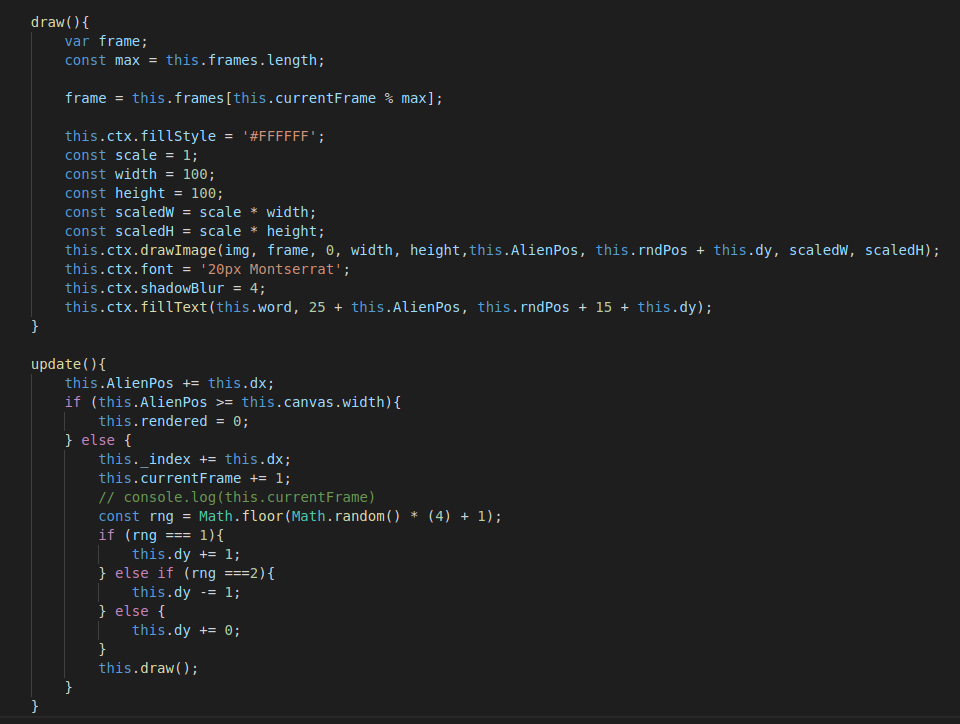 draw(){
    var frame;
    const max = this.frames.length;

    frame = this.frames[this.currentFrame % max];

    this.ctx.fillStyle = '#FFFFFF';
    const scale = 1;
    const width = 100;
    const height = 100;
    const scaledW = scale * width;
    const scaledH = scale * height;
    this.ctx.drawImage(img, frame, 0, width, height,this.AlienPos, this.rndPos + this.dy, scaledW, scaledH);
    this.ctx.font = '20px Montserrat';
    this.ctx.shadowBlur = 4;
    this.ctx.fillText(this.word, 25 + this.AlienPos, this.rndPos + 15 + this.dy);
}

update(){
    this.AlienPos += this.dx;
    if (this.AlienPos >= this.canvas.width){
        this.rendered = 0;
    } else {
        this._index += this.dx;
        this.currentFrame += 1;
        // console.log(this.currentFrame)
        const rng = Math.floor(Math.random() * (4) + 1);
        if (rng === 1){
            this.dy += 1;
        } else if (rng ===2){
            this.dy -= 1;
        } else {
            this.dy += 0;
        }
        this.draw();
    }
}